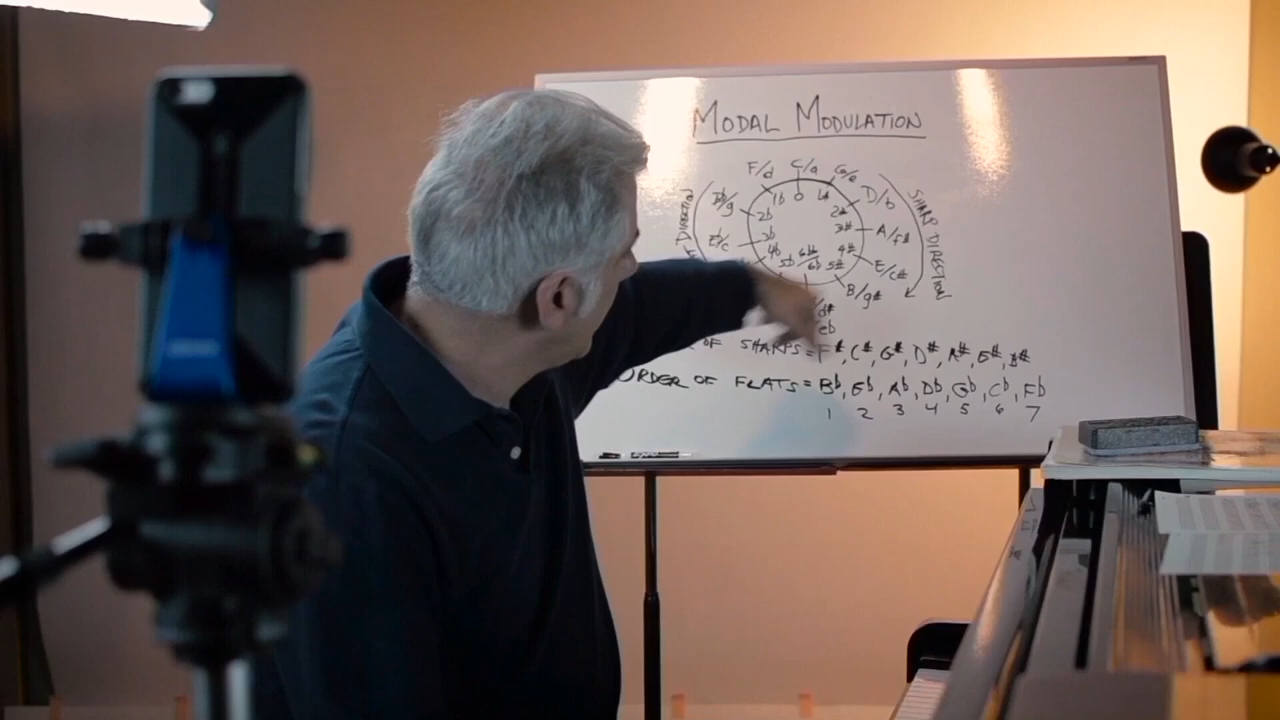 MODAL MODULATION
F/d C/a G/e
Bb/g 1b 0 1# D/b
2b 2# SHARP DIRECTION
3# A/f#
Eb/c 3b
4b 5b 6b 5# 4# E/c#
B/g#
/d#
eb
OF SHARPS = F#, C#, G#, D#, A#, E#, B#
ORDER OF FLATS = Bb, Eb, Ab, Db, Gb, Cb, Fb
1 2 3 4 5 6 7